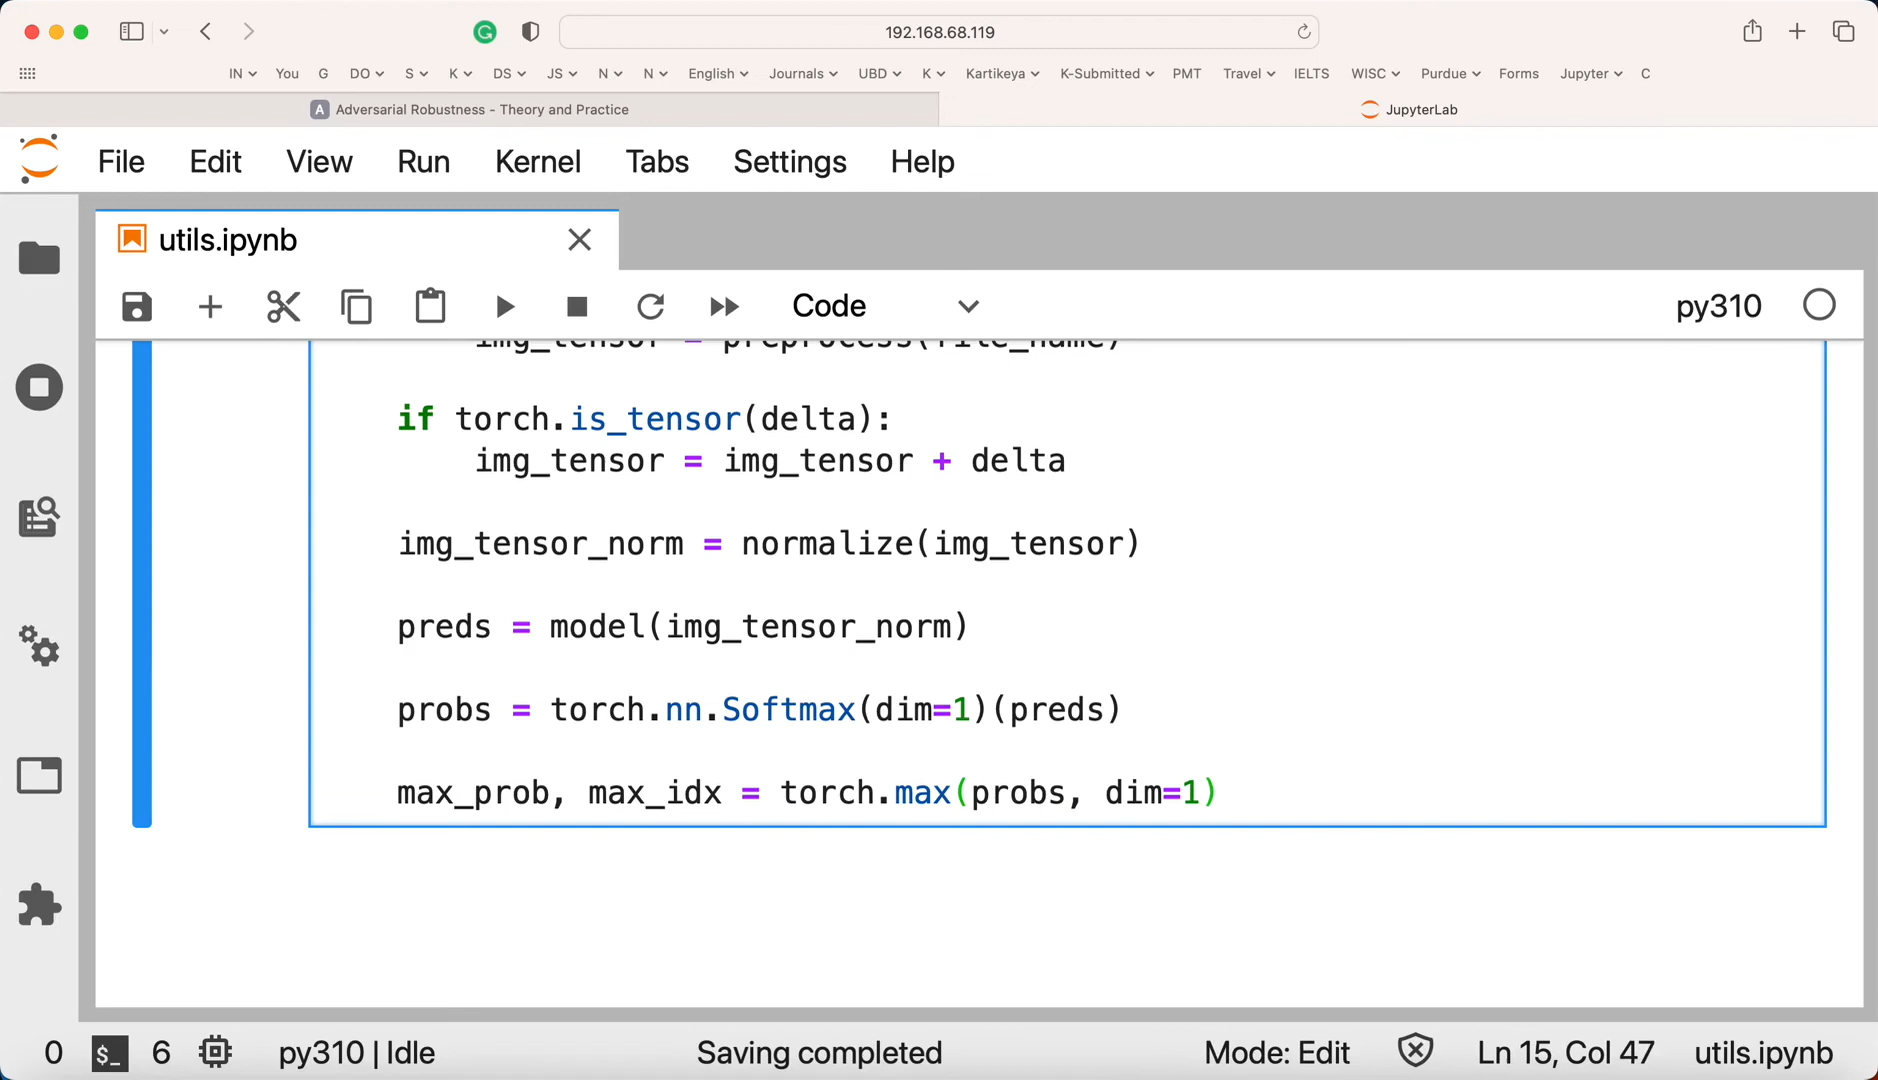 192.168.68.119
IN You G DO S K DS JS N N English Journals UBD K Kartikeya K-Submitted PMT Travel IELTS WISC Purdue Forms Jupyter C
A Adversarial Robustness - Theory and Practice
JupyterLab
File Edit View Run Kernel Tabs Settings Help
utils.ipynb
Code
py310
img_tensor = preprocess(file_name)
if torch.is_tensor(delta):
img_tensor = img_tensor + delta
img_tensor_norm = normalize(img_tensor)
preds = model(img_tensor_norm)
probs = torch.nn.Softmax(dim=1)(preds)
max_prob, max_idx = torch.max(probs, dim=1)
0 $_ 6 py310 | Idle Saving completed Mode: Edit Ln 15, Col 47 utils.ipynb